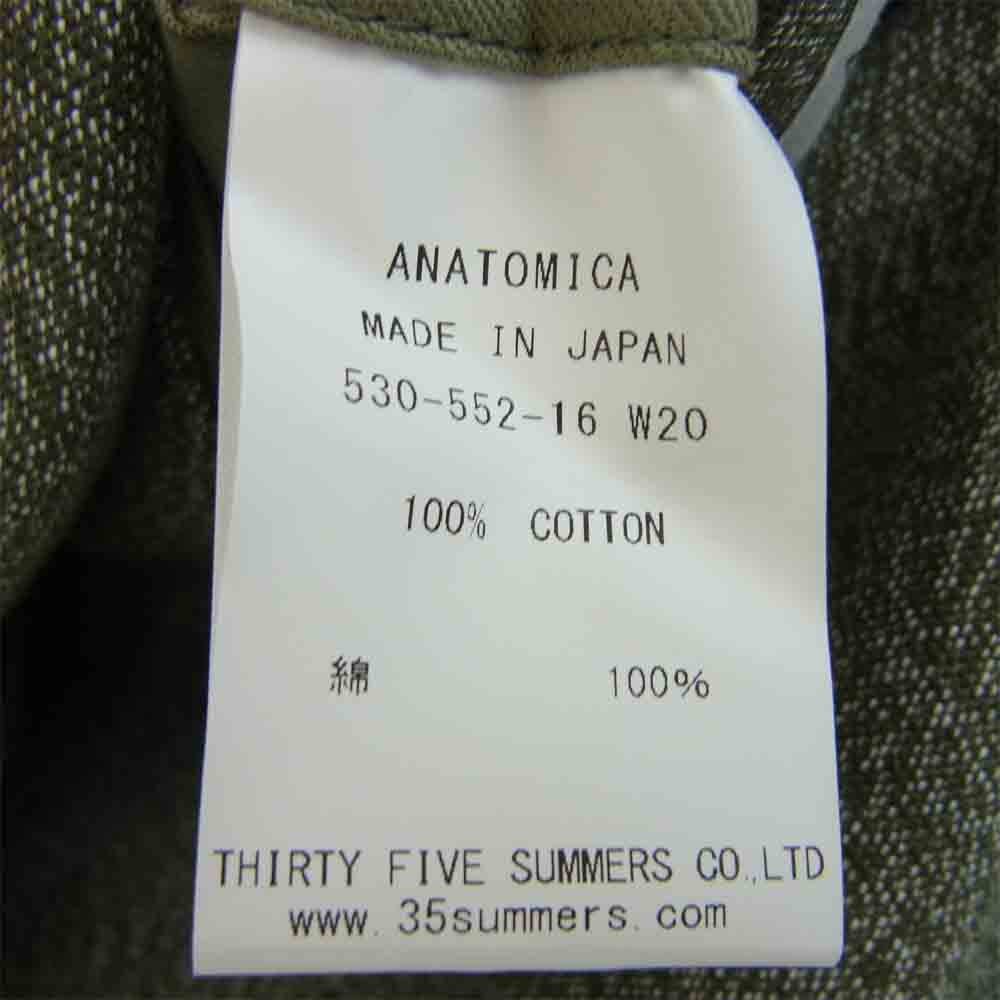 ANATOMICA
MADE IN JAPAN
530-552-16 W20
100% COTTON
綿 100%
THIRTY FIVE SUMMERS CO.,LTD
www.35summers.com